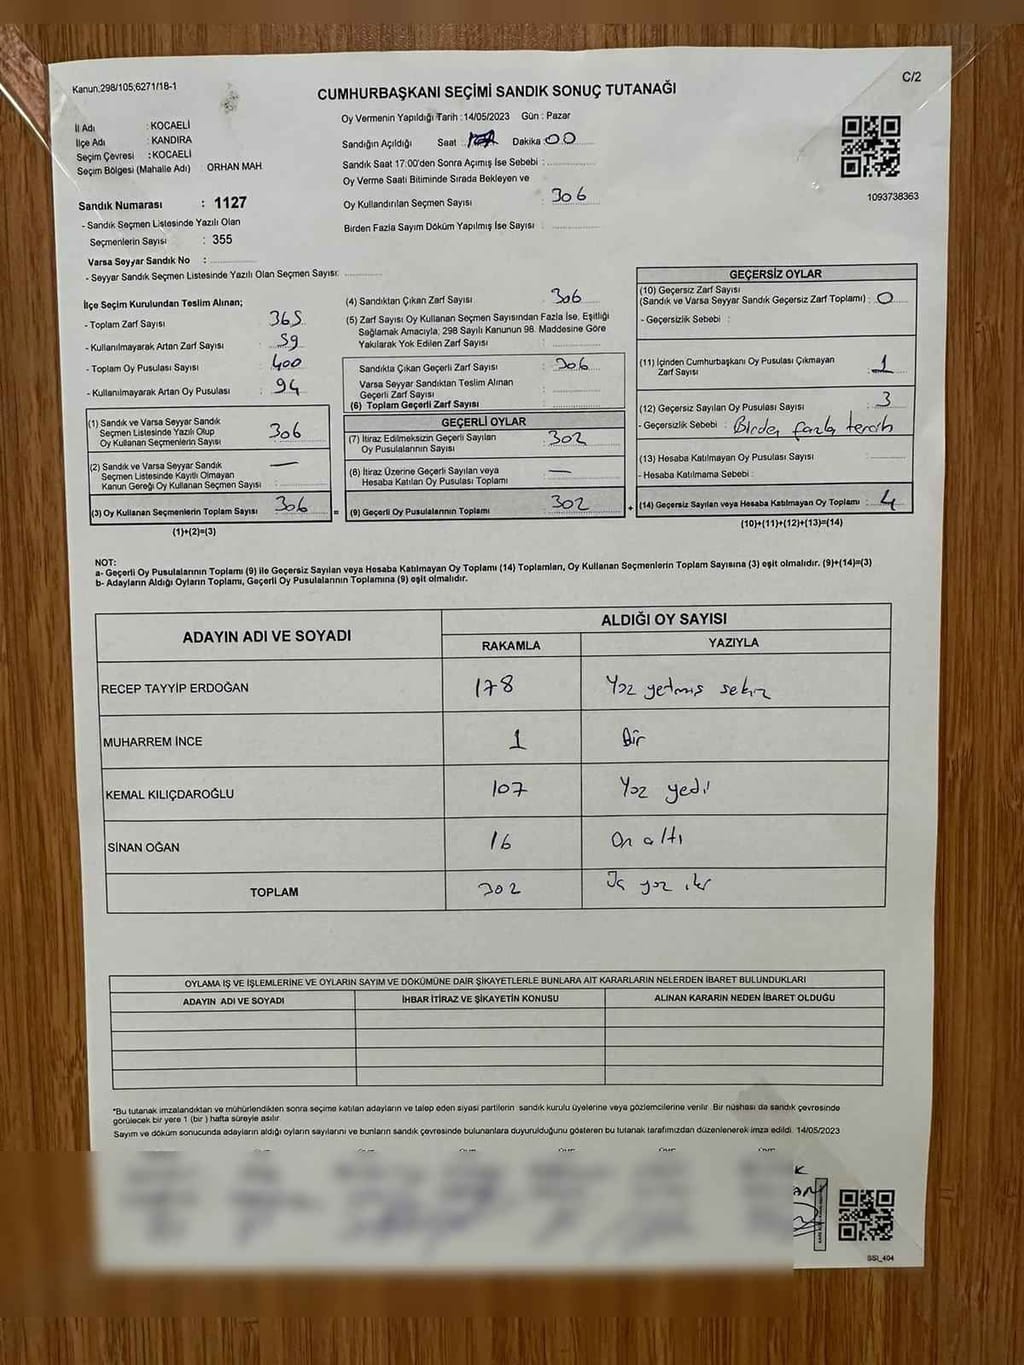 Kanun;298/105;6271/18-1
C/2
CUMHURBAŞKANI SEÇİMİ SANDIK SONUÇ TUTANAĞI
İl Adı : KOCAELİ
İlçe Adı : KANDIRA
Seçim Çevresi : KOCAELİ
Seçim Bölgesi (Mahalle Adı) ORHAN MAH.
Sandık Numarası : 1127
- Sandık Seçmen Listesinde Yazılı Olan
Seçmenlerin Sayısı : 355
Varsa Seyyar Sandık No :
- Seyyar Sandık Seçmen Listesinde Yazılı Olan Seçmen Sayısı:
Oy Vermenin Yapıldığı Tarih :14/05/2023 Gün : Pazar
Sandığın Açıldığı Saat : Dakika : 00
Sandık Saat 17:00'den Sonra Açımış İse Sebebi :
Oy Verme Saati Bitiminde Sırada Bekleyen ve
Oy Kullandırılan Seçmen Sayısı : 306
Birden Fazla Sayım Döküm Yapılmış İse Sayısı :
1093738363
İlçe Seçim Kurulundan Teslim Alınan;
- Toplam Zarf Sayısı : 365
- Kullanılmayarak Artan Zarf Sayısı : 59
- Toplam Oy Pusulası Sayısı : 400
- Kullanılmayarak Artan Oy Pusulası : 94
(1) Sandık ve Varsa Seyyar Sandık
Seçmen Listesinde Yazılı Olup
Oy Kullanan Seçmenlerin Sayısı : 306
(2) Sandık ve Varsa Seyyar Sandık
Seçmen Listesinde Kayıtlı Olmayan
Kanun Gereği Oy Kullanan Seçmen Sayısı : —
(3) Oy Kullanan Seçmenlerin Toplam Sayısı : 306
(1)+(2)=(3)
(4) Sandıktan Çıkan Zarf Sayısı : 306
(5) Zarf Sayısı Oy Kullanan Seçmen Sayısından Fazla İse, Eşitliği
Sağlamak Amacıyla, 298 Sayılı Kanunun 98. Maddesine Göre
Yakılarak Yok Edilen Zarf Sayısı :
Sandıkla Çıkan Geçerli Zarf Sayısı : 306
Varsa Seyyar Sandıktan Teslim Alınan
Geçerli Zarf Sayısı :
(6) Toplam Geçerli Zarf Sayısı :
GEÇERLİ OYLAR
(7) İtiraz Edilmeksizin Geçerli Sayılan
Oy Pusulasının Sayısı : 302
(8) İtiraz Üzerine Geçerli Sayılan veya
Hesaba Katılan Oy Pusulası Toplamı : —
= (9) Geçerli Oy Pusulalarının Toplamı : 302
GEÇERSİZ OYLAR
(10) Geçersiz Zarf Sayısı
(Sandık ve Varsa Seyyar Sandık Geçersiz Zarf Toplamı) : 0
- Geçersizlik Sebebi :
(11) İçinden Cumhurbaşkanı Oy Pusulası Çıkmayan
Zarf Sayısı : 1
(12) Geçersiz Sayılan Oy Pusulası Sayısı : 3
- Geçersizlik Sebebi : Birden fazla tercih
(13) Hesaba Katılmayan Oy Pusulası Sayısı :
- Hesaba Katılmama Sebebi :
+ (14) Geçersiz Sayılan veya Hesaba Katılmayan Oy Toplamı : 4
(10)+(11)+(12)+(13)=(14)
NOT:
a- Geçerli Oy Pusulalarının Toplamı (9) ile Geçersiz Sayılan veya Hesaba Katılmayan Oy Toplamı (14) Toplamları, Oy Kullanan Seçmenlerin Toplam Sayısına (3) eşit olmalıdır. (9)+(14)=(3)
b- Adayların Aldığı Oyların Toplamı, Geçerli Oy Pusulalarının Toplamına (9) eşit olmalıdır.
ADAYIN ADI VE SOYADI
ALDIĞI OY SAYISI
RAKAMLA YAZIYLA
RECEP TAYYİP ERDOĞAN 178 Yüz yetmiş sekiz
MUHARREM İNCE 1 Bir
KEMAL KILIÇDAROĞLU 107 Yüz yedi
SİNAN OĞAN 16 On altı
TOPLAM 302 Üç yüz iki
OYLAMA İŞ VE İŞLEMLERİNE VE OYLARIN SAYIM VE DÖKÜMÜNE DAİR ŞİKAYETLERLE BUNLARA AİT KARARLARIN NELERDEN İBARET BULUNDUKLARI
ADAYIN ADI VE SOYADI İHBAR İTİRAZ VE ŞİKAYETİN KONUSU ALINAN KARARIN NEDEN İBARET OLDUĞU
*Bu tutanak imzalandıktan ve mühürlendikten sonra seçime katılan adayların ve talep eden siyasi partilerin sandık kurulu üyelerine veya gözlemcilerine verilir. Bir nüshası da sandık çevresinde
görülecek bir yere 1 (bir) hafta süreyle asılır.
Sayım ve döküm sonucunda adayların aldığı oyların sayılarını ve bunların sandık çevresinde bulunanlara duyurulduğunu gösteren bu tutanak tarafımızdan düzenlenerek imza edildi. 14/05/2023
SSI_404